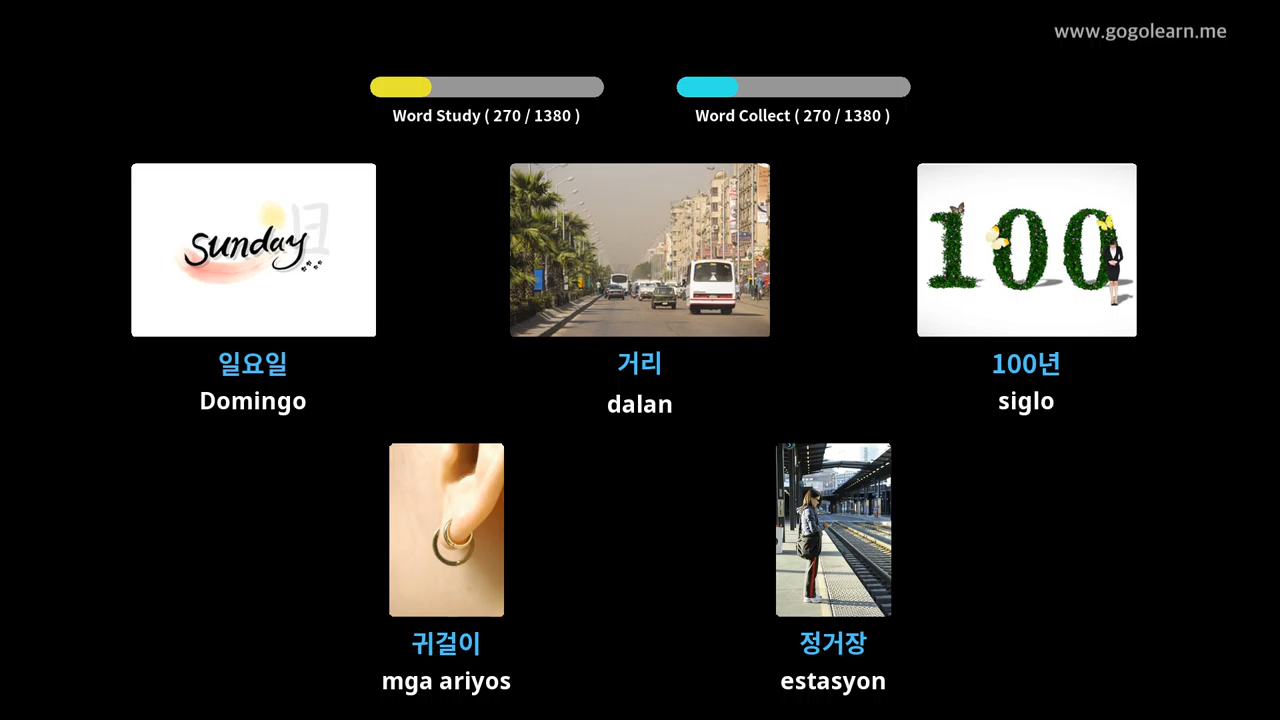 www.gogolearn.me
Word Study ( 270 / 1380 )
Word Collect ( 270 / 1380 )
Sunday
日
100
일요일
Domingo
거리
dalan
100년
siglo
귀걸이
mga ariyos
정거장
estasyon